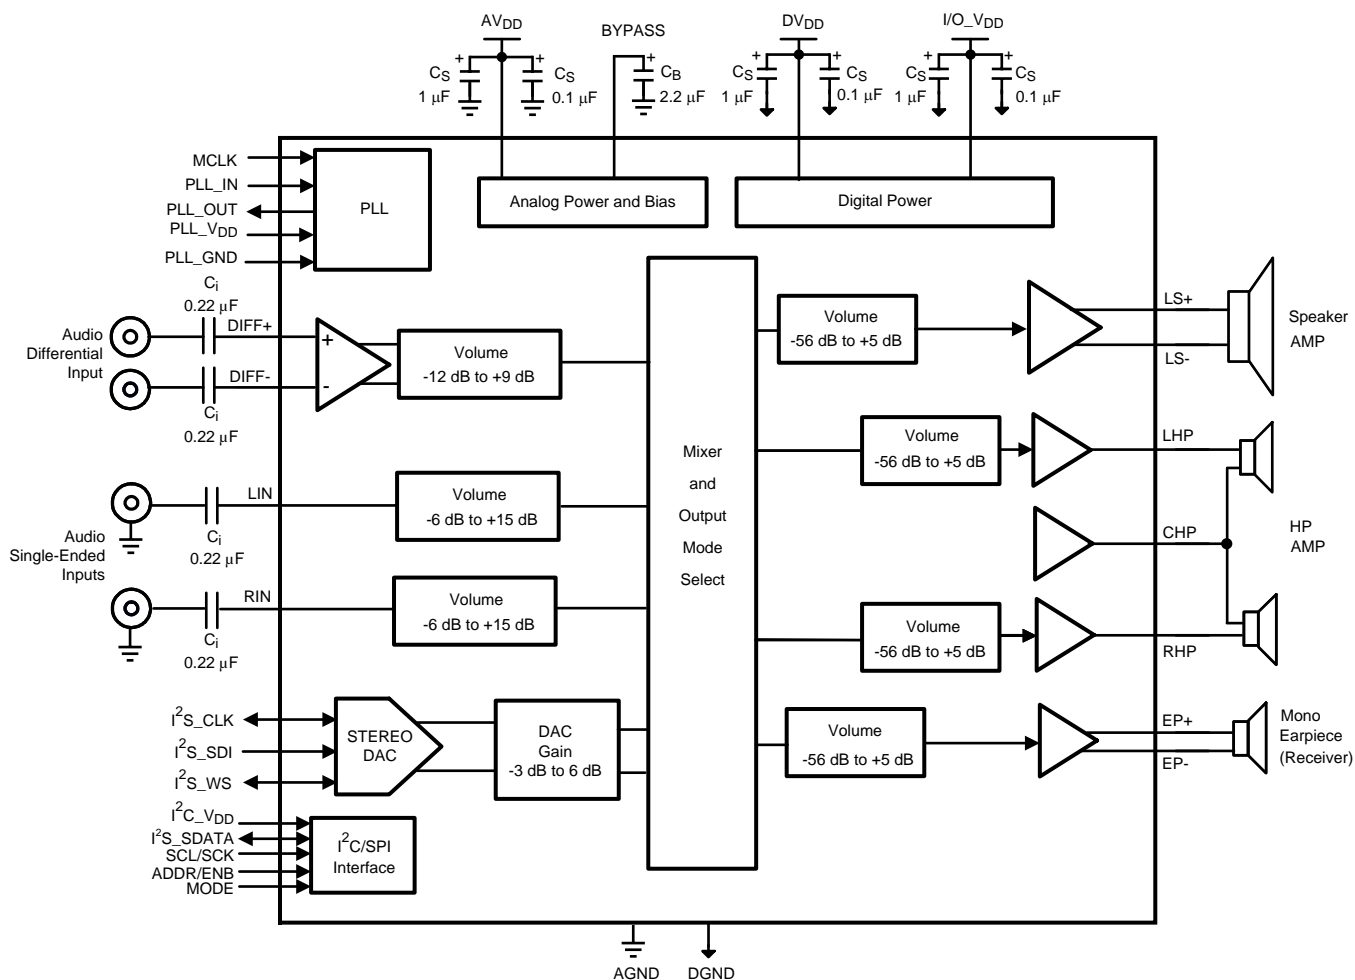 AVDD
BYPASS
DVDD
I/O_VDD
+
+
+
+
+
+
+
CS
1 μF
CS
0.1 μF
CB
2.2 μF
CS
1 μF
CS
0.1 μF
CS
1 μF
CS
0.1 μF
MCLK
PLL_IN
PLL_OUT
PLL_VDD
PLL_GND
PLL
Analog Power and Bias
Digital Power
Ci
0.22 μF
Audio
Differential
Input
DIFF+
DIFF-
+
-
Ci
0.22 μF
Volume
-12 dB to +9 dB
LIN
Ci
0.22 μF
Volume
-6 dB to +15 dB
Audio
Single-Ended
Inputs
RIN
Ci
0.22 μF
Volume
-6 dB to +15 dB
I2S_CLK
I2S_SDI
I2S_WS
STEREO
DAC
DAC
Gain
-3 dB to 6 dB
I2C_VDD
I2S_SDATA
SCL/SCK
ADDR/ENB
MODE
I2C/SPI
Interface
Mixer
and
Output
Mode
Select
Volume
-56 dB to +5 dB
LS+
LS-
Speaker
AMP
Volume
-56 dB to +5 dB
LHP
CHP
HP
AMP
Volume
-56 dB to +5 dB
RHP
Volume
-56 dB to +5 dB
EP+
EP-
Mono
Earpiece
(Receiver)
AGND
DGND